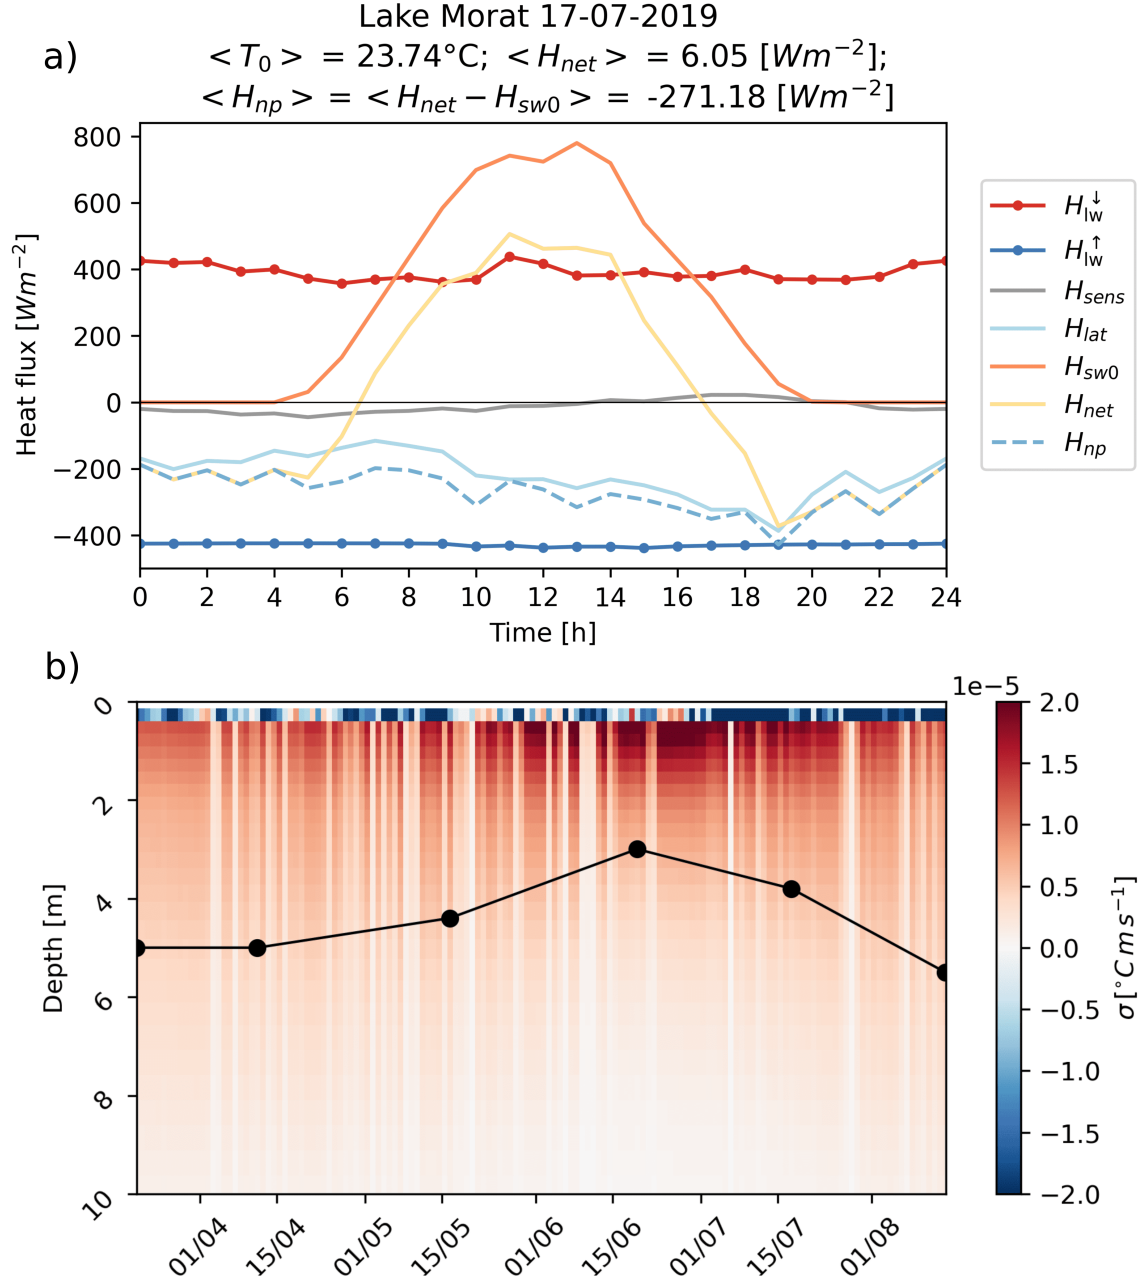 Lake Morat 17-07-2019
a)
< T₀ > = 23.74°C; < Hₙₑₜ > = 6.05 [Wm⁻²];
< Hₙₚ > = < Hₙₑₜ − H_sw0 > = -271.18 [Wm⁻²]
800
600
400
200
0
−200
−400
Heat flux [Wm⁻²]
0 2 4 6 8 10 12 14 16 18 20 22 24
Time [h]
H_lw^↓
H_lw^↑
H_sens
H_lat
H_sw0
H_net
H_np
b)
0
2
4
6
8
10
Depth [m]
01/04 15/04 01/05 15/05 01/06 15/06 01/07 15/07 01/08
1e−5
2.0
1.5
1.0
0.5
0.0
−0.5
−1.0
−1.5
−2.0
σ [°C m s⁻¹]